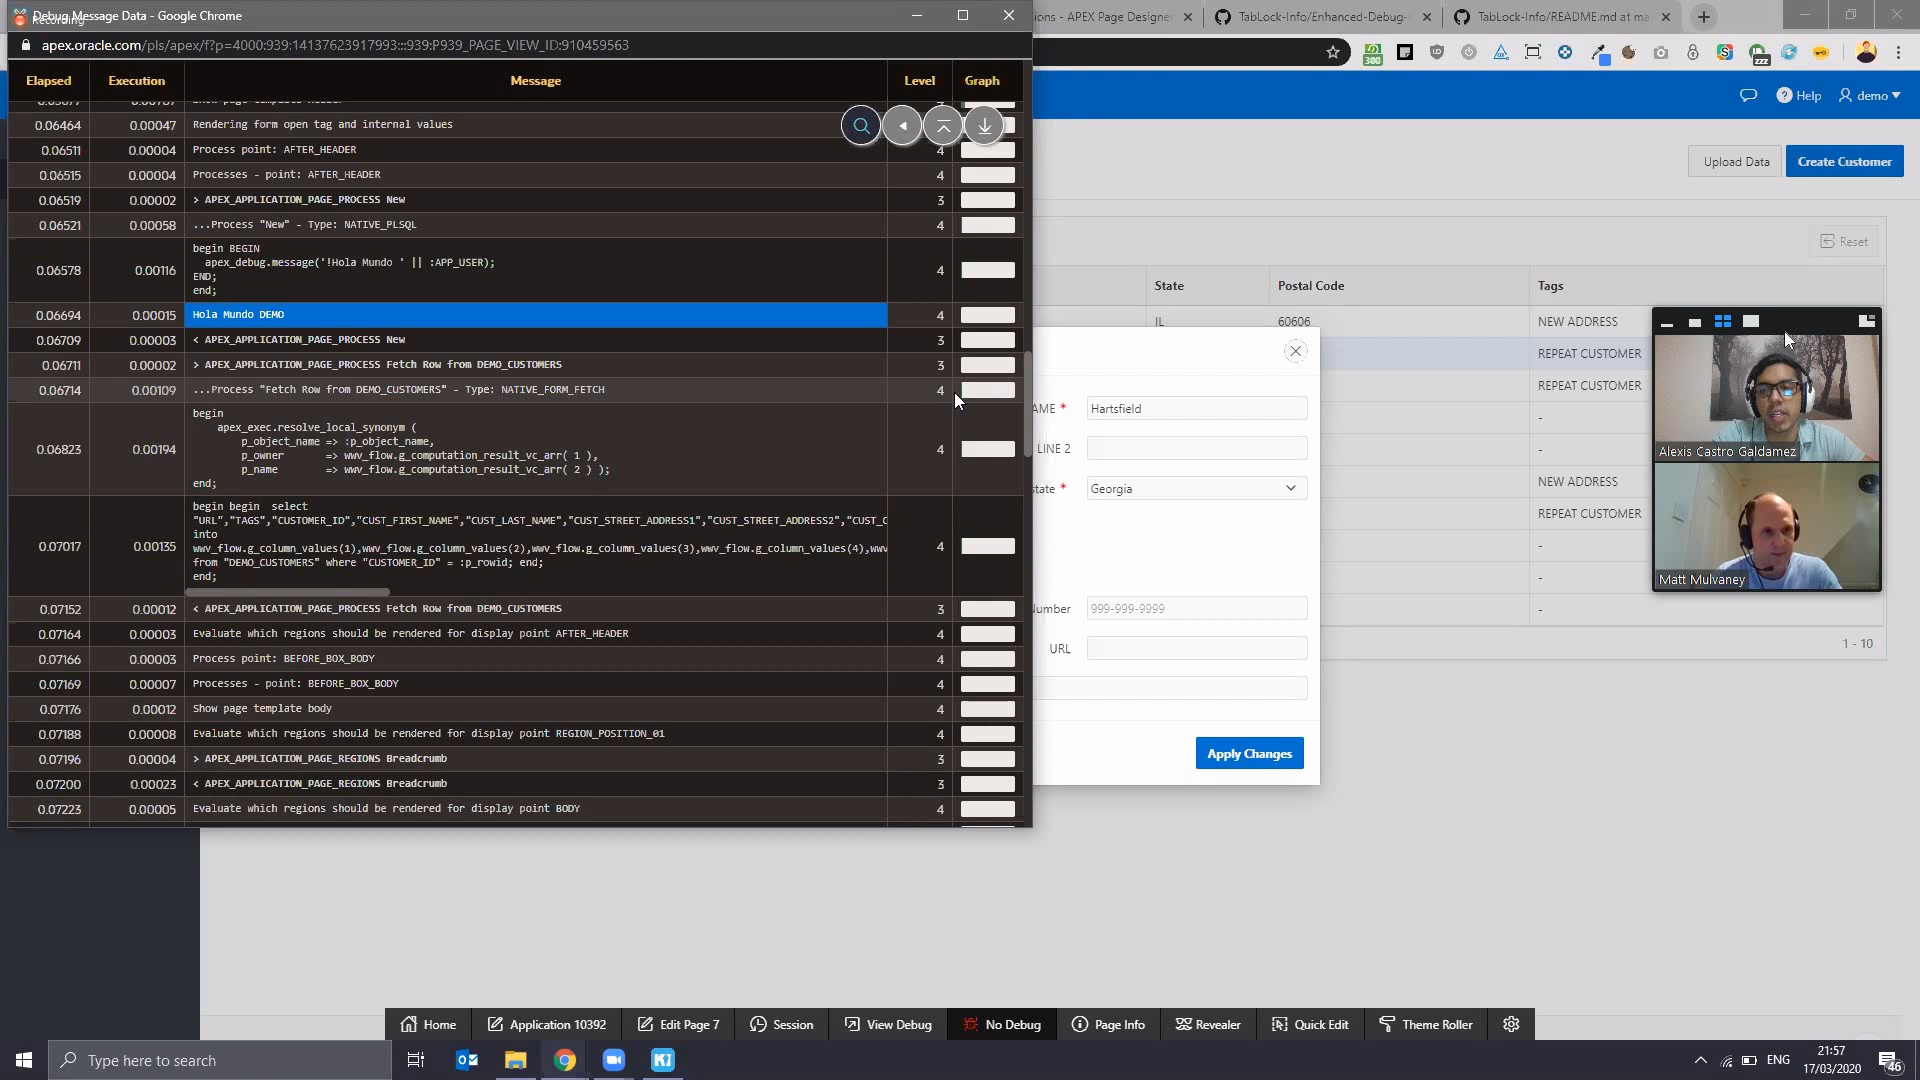 Debug Message Data - Google Chrome
Recording
apex.oracle.com/pls/apex/f?p=4000:939:14137623917993:::939:P939_PAGE_VIEW_ID:910459563
ions - APEX Page Designer
TabLock-Info/Enhanced-Debug-
TabLock-Info/README.md at ma
Elapsed Execution Message Level Graph
0.06464 0.00047 Rendering form open tag and internal values
0.06511 0.00004 Process point: AFTER_HEADER 4
0.06515 0.00004 Processes - point: AFTER_HEADER 4
0.06519 0.00002 > APEX_APPLICATION_PAGE_PROCESS New 3
0.06521 0.00058 ...Process "New" - Type: NATIVE_PLSQL 4
begin BEGIN
apex_debug.message('!Hola Mundo ' || :APP_USER);
0.06578 0.00116 END; 4
end;
0.06694 0.00015 Hola Mundo DEMO 4
0.06709 0.00003 < APEX_APPLICATION_PAGE_PROCESS New 3
0.06711 0.00002 > APEX_APPLICATION_PAGE_PROCESS Fetch Row from DEMO_CUSTOMERS 3
0.06714 0.00109 ...Process "Fetch Row from DEMO_CUSTOMERS" - Type: NATIVE_FORM_FETCH 4
begin
apex_exec.resolve_local_synonym (
p_object_name => :p_object_name,
0.06823 0.00194 p_owner => wwv_flow.g_computation_result_vc_arr( 1 ), 4
p_name => wwv_flow.g_computation_result_vc_arr( 2 ) );
end;
begin begin select
"URL","TAGS","CUSTOMER_ID","CUST_FIRST_NAME","CUST_LAST_NAME","CUST_STREET_ADDRESS1","CUST_STREET_ADDRESS2","CUST_C
into
0.07017 0.00135 wwv_flow.g_column_values(1),wwv_flow.g_column_values(2),wwv_flow.g_column_values(3),wwv_flow.g_column_values(4),wwv 4
from "DEMO_CUSTOMERS" where "CUSTOMER_ID" = :p_rowid; end;
end;
0.07152 0.00012 < APEX_APPLICATION_PAGE_PROCESS Fetch Row from DEMO_CUSTOMERS 3
0.07164 0.00003 Evaluate which regions should be rendered for display point AFTER_HEADER 4
0.07166 0.00003 Process point: BEFORE_BOX_BODY 4
0.07169 0.00007 Processes - point: BEFORE_BOX_BODY 4
0.07176 0.00012 Show page template body 4
0.07188 0.00008 Evaluate which regions should be rendered for display point REGION_POSITION_01 4
0.07196 0.00004 > APEX_APPLICATION_PAGE_REGIONS Breadcrumb 3
0.07200 0.00023 < APEX_APPLICATION_PAGE_REGIONS Breadcrumb 3
0.07223 0.00005 Evaluate which regions should be rendered for display point BODY 4
300
zzz
Help demo
Upload Data Create Customer
Reset
State Postal Code Tags
IL 60606 NEW ADDRESS
REPEAT CUSTOMER
REPEAT CUSTOMER
-
-
NEW ADDRESS
REPEAT CUSTOMER
-
-
-
1 - 10
AME * Hartsfield
LINE 2
tate * Georgia
Number 999-999-9999
URL
Apply Changes
Alexis Castro Galdamez
Matt Mulvaney
Home Application 10392 Edit Page 7 Session View Debug No Debug Page Info Revealer Quick Edit Theme Roller
Type here to search
ENG
21:57
17/03/2020
46